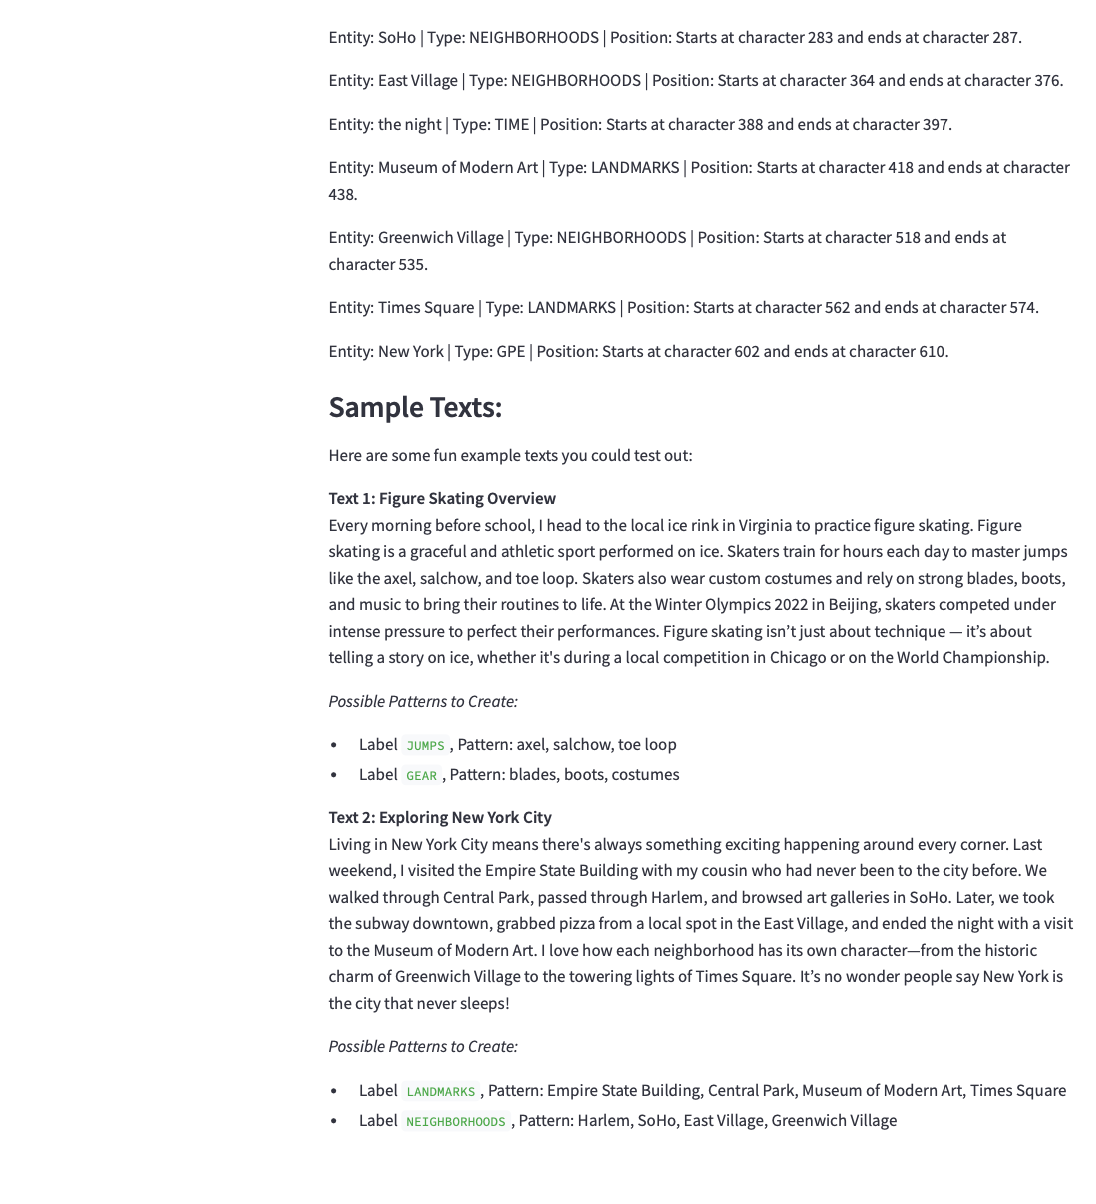 Entity: SoHo | Type: NEIGHBORHOODS | Position: Starts at character 283 and ends at character 287.
Entity: East Village | Type: NEIGHBORHOODS | Position: Starts at character 364 and ends at character 376.
Entity: the night | Type: TIME | Position: Starts at character 388 and ends at character 397.
Entity: Museum of Modern Art | Type: LANDMARKS | Position: Starts at character 418 and ends at character
438.
Entity: Greenwich Village | Type: NEIGHBORHOODS | Position: Starts at character 518 and ends at
character 535.
Entity: Times Square | Type: LANDMARKS | Position: Starts at character 562 and ends at character 574.
Entity: New York | Type: GPE | Position: Starts at character 602 and ends at character 610.
Sample Texts:
Here are some fun example texts you could test out:
Text 1: Figure Skating Overview
Every morning before school, I head to the local ice rink in Virginia to practice figure skating. Figure
skating is a graceful and athletic sport performed on ice. Skaters train for hours each day to master jumps
like the axel, salchow, and toe loop. Skaters also wear custom costumes and rely on strong blades, boots,
and music to bring their routines to life. At the Winter Olympics 2022 in Beijing, skaters competed under
intense pressure to perfect their performances. Figure skating isn’t just about technique — it’s about
telling a story on ice, whether it's during a local competition in Chicago or on the World Championship.
Possible Patterns to Create:
• Label JUMPS , Pattern: axel, salchow, toe loop
• Label GEAR , Pattern: blades, boots, costumes
Text 2: Exploring New York City
Living in New York City means there's always something exciting happening around every corner. Last
weekend, I visited the Empire State Building with my cousin who had never been to the city before. We
walked through Central Park, passed through Harlem, and browsed art galleries in SoHo. Later, we took
the subway downtown, grabbed pizza from a local spot in the East Village, and ended the night with a visit
to the Museum of Modern Art. I love how each neighborhood has its own character—from the historic
charm of Greenwich Village to the towering lights of Times Square. It’s no wonder people say New York is
the city that never sleeps!
Possible Patterns to Create:
• Label LANDMARKS , Pattern: Empire State Building, Central Park, Museum of Modern Art, Times Square
• Label NEIGHBORHOODS , Pattern: Harlem, SoHo, East Village, Greenwich Village